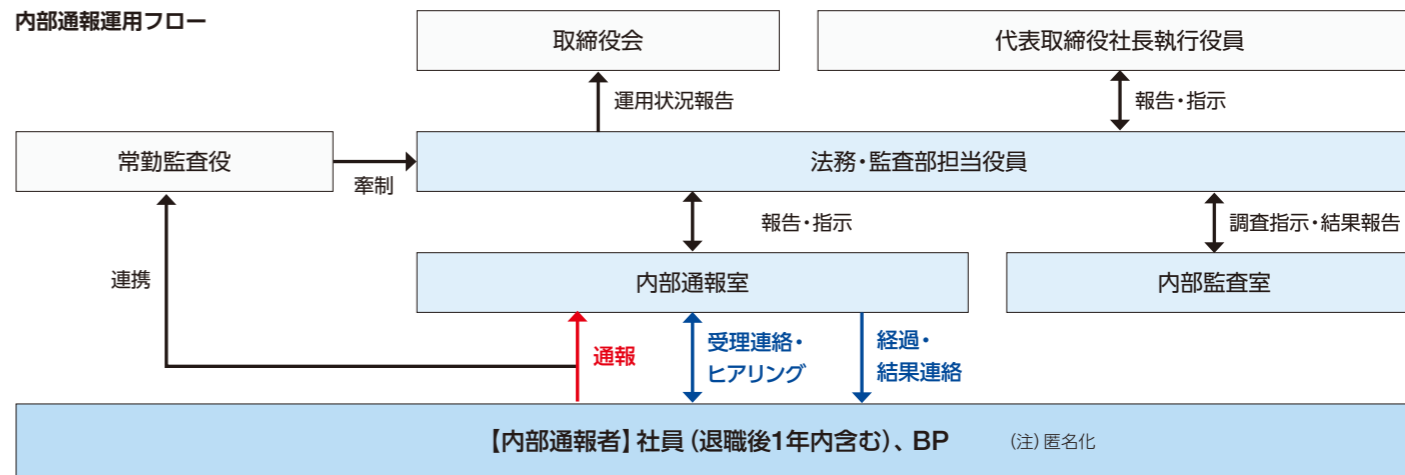 内部通報運用フロー
取締役会
代表取締役社長執行役員
運用状況報告
報告・指示
常勤監査役
牽制
法務・監査部担当役員
報告・指示
調査指示・結果報告
連携
内部通報室
内部監査室
通報
受理連絡・
ヒアリング
経過・
結果連絡
【内部通報者】社員（退職後1年内含む）、BP
（注）匿名化